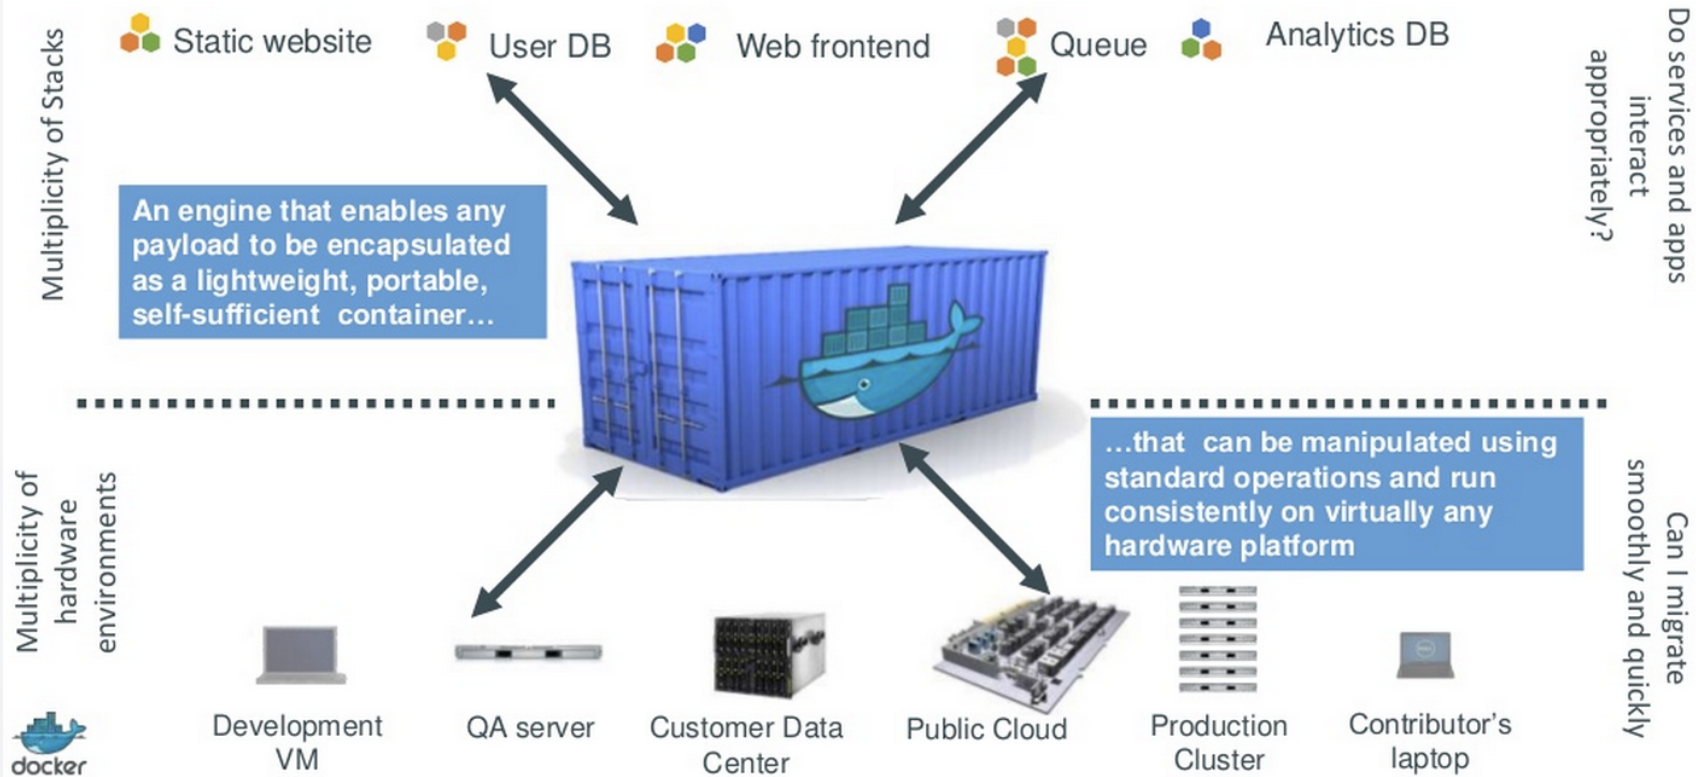 Static website
User DB
Web frontend
Queue
Analytics DB
Multiplicity of Stacks
Do services and apps
interact
appropriately?
An engine that enables any
payload to be encapsulated
as a lightweight, portable,
self-sufficient container...
...that can be manipulated using
standard operations and run
consistently on virtually any
hardware platform
Multiplicity of
hardware
environments
Can I migrate
smoothly and quickly
Development
VM
QA server
Customer Data
Center
Public Cloud
Production
Cluster
Contributor's
laptop
docker